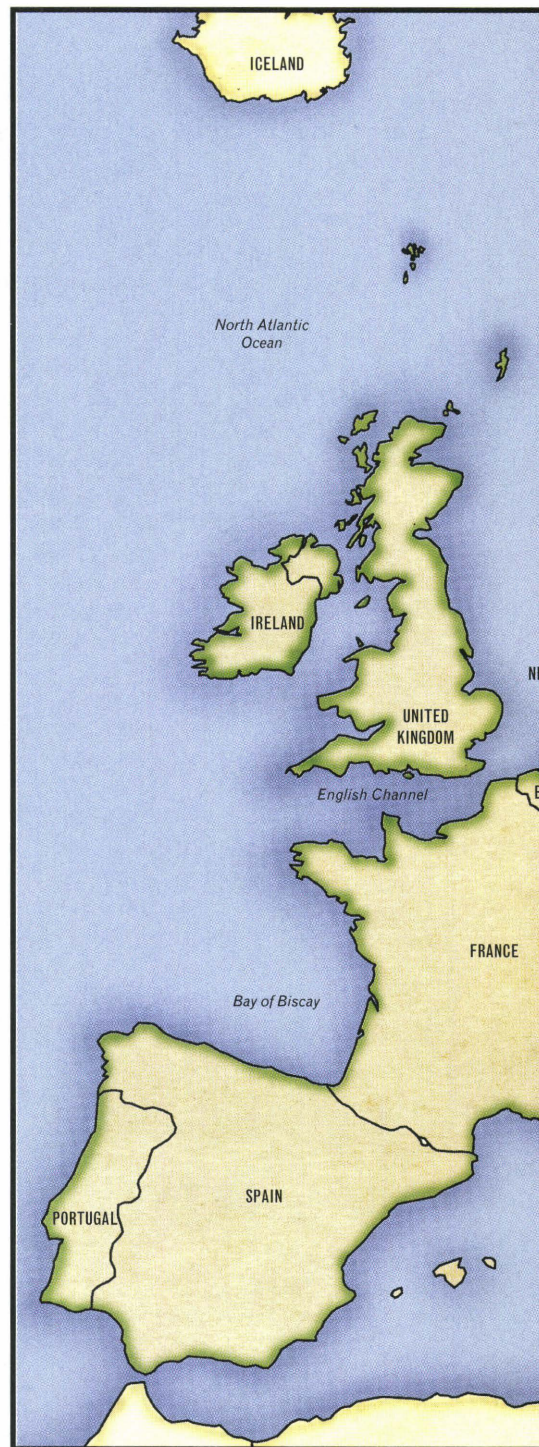 ICELAND
North Atlantic
Ocean
IRELAND
UNITED
KINGDOM
English Channel
FRANCE
Bay of Biscay
SPAIN
PORTUGAL